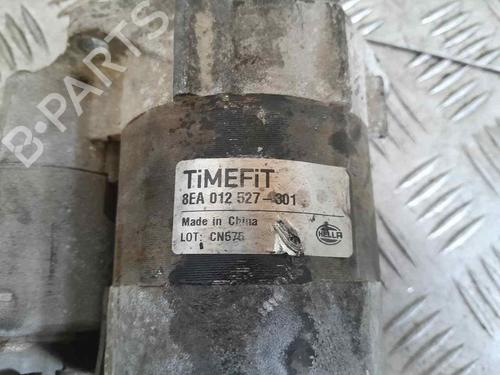 TiMEFiT
8EA 012 527-301
Made in China
LOT: CN675
HELLA
B-PARTS